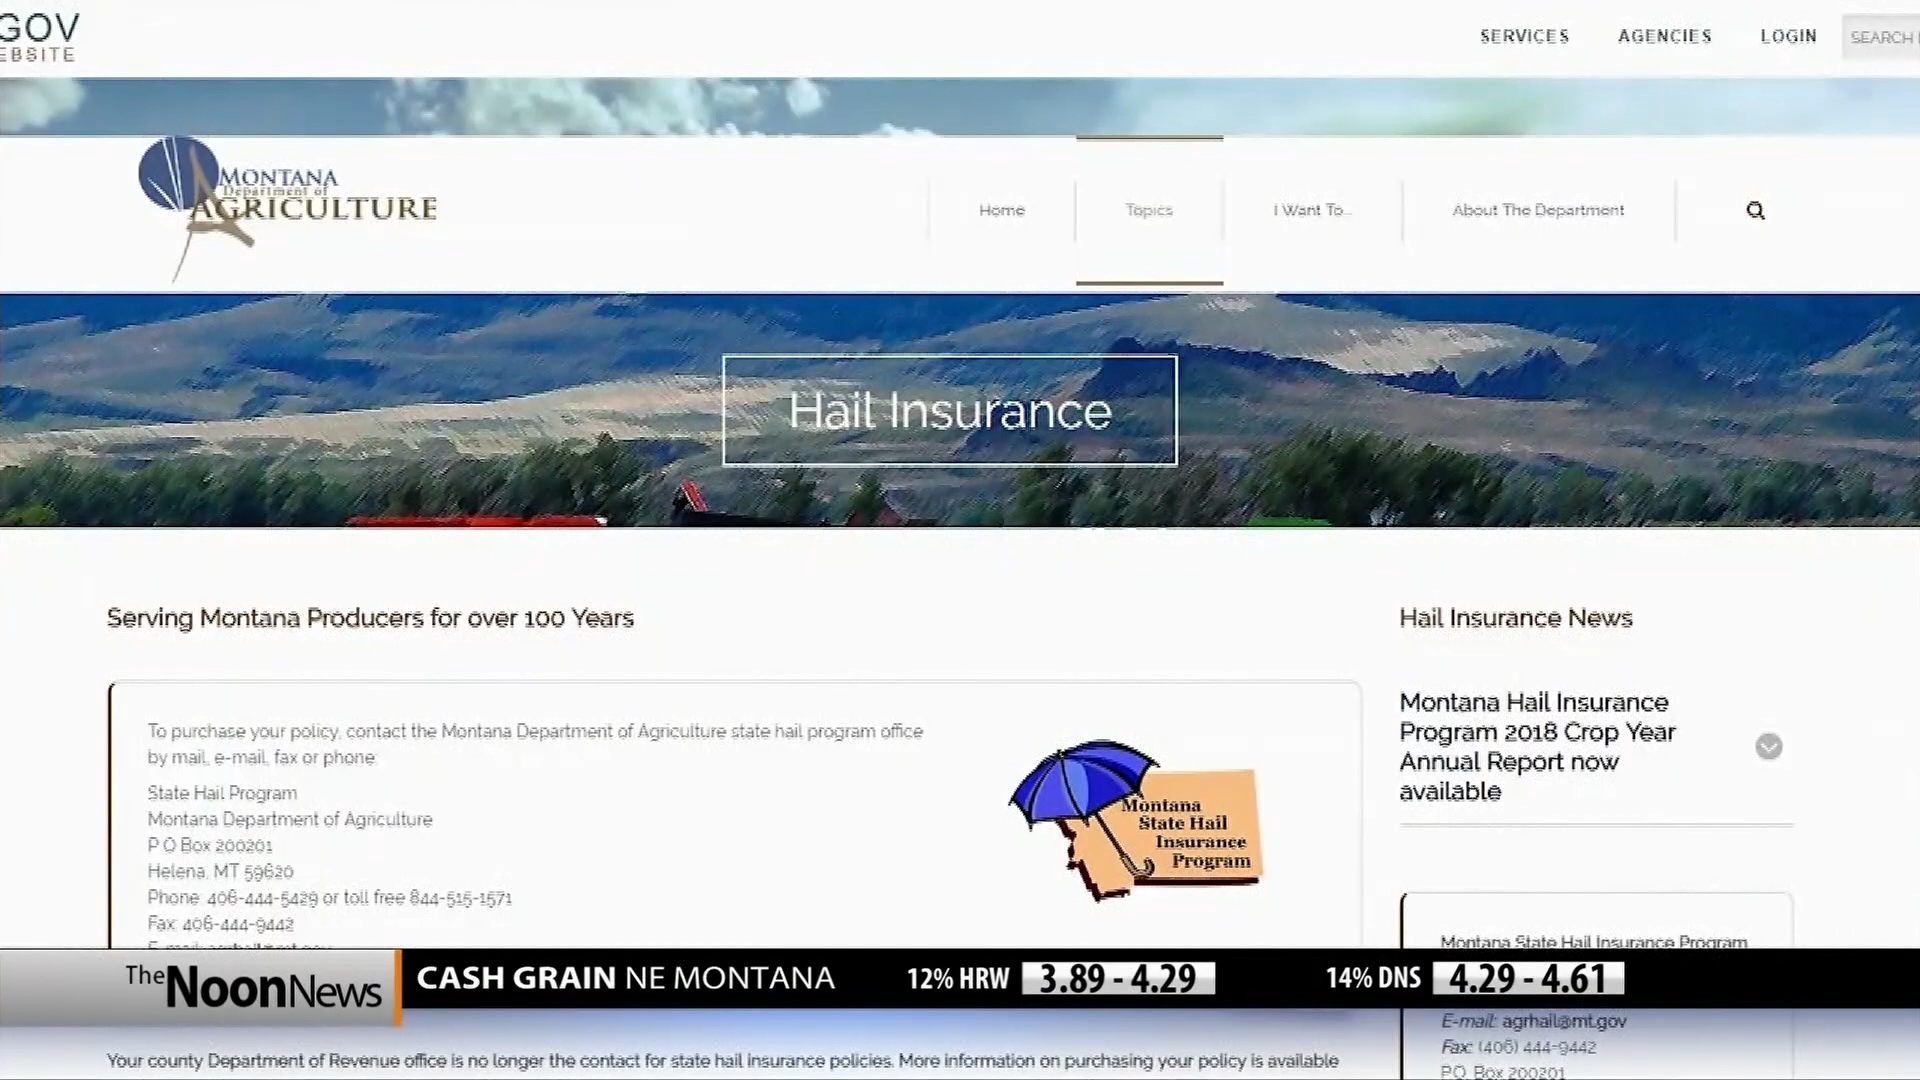 GOV
EBSITE
SERVICES
AGENCIES
LOGIN
SEARCH
MONTANA
Department of
AGRICULTURE
Home
Topics
I Want To...
About The Department
Hail Insurance
Serving Montana Producers for over 100 Years
To purchase your policy, contact the Montana Department of Agriculture state hail program office
by mail, e-mail, fax or phone:
State Hail Program
Montana Department of Agriculture
P O Box 200201
Helena, MT 59620
Phone: 406-444-5429 or toll free 844-515-1571
Fax: 406-444-9442
E-mail: agrhail@mt.gov
Montana
State Hail
Insurance
Program
Hail Insurance News
Montana Hail Insurance
Program 2018 Crop Year
Annual Report now
available
Montana State Hail Insurance Program
The Noon News
CASH GRAIN NE MONTANA
12% HRW 3.89 - 4.29
14% DNS 4.29 - 4.61
E-mail: agrhail@mt.gov
Fax: (406) 444-9442
P.O. Box 200201
Your county Department of Revenue office is no longer the contact for state hail insurance policies. More information on purchasing your policy is available